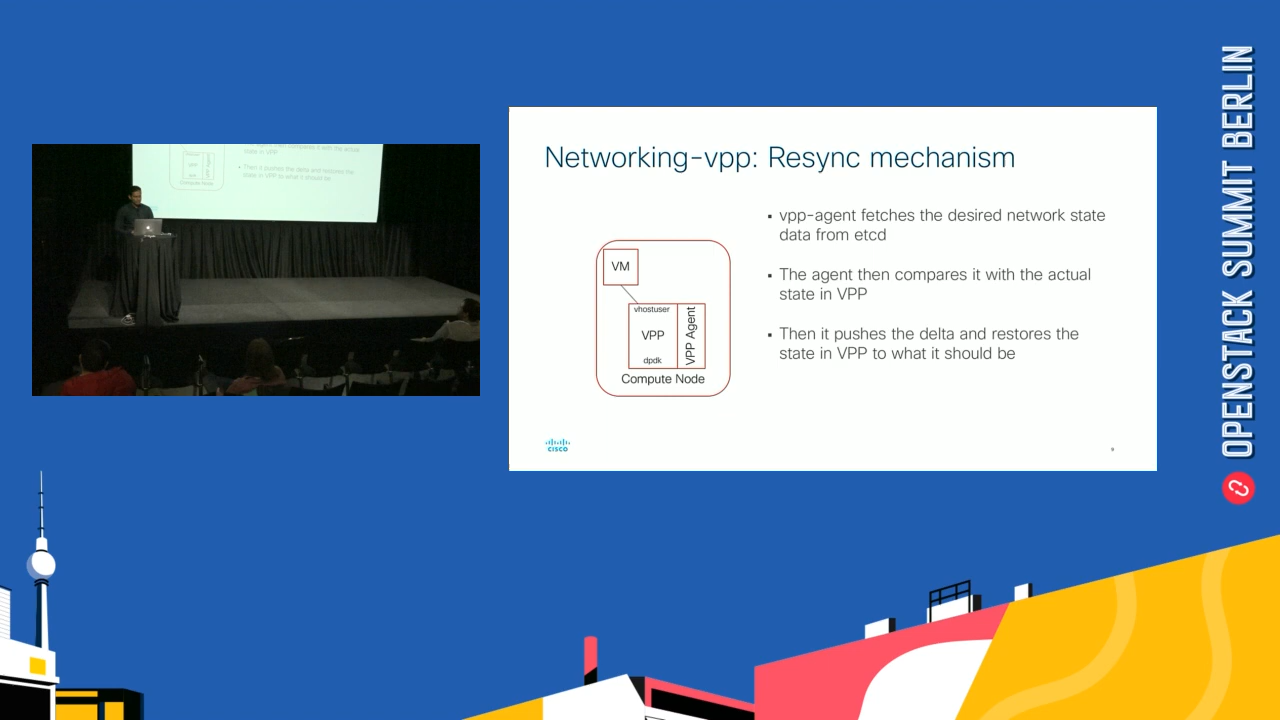 Networking-vpp: Resync mechanism
▪ vpp-agent fetches the desired network state
data from etcd
▪ The agent then compares it with the actual
state in VPP
▪ Then it pushes the delta and restores the
state in VPP to what it should be
VM
vhostuser
VPP
dpdk
VPP Agent
Compute Node
CISCO
9
OPENSTACK SUMMIT BERLIN